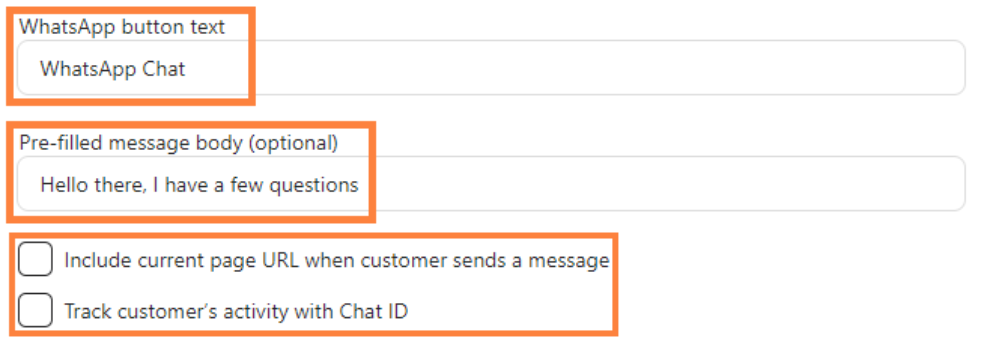 WhatsApp button text
WhatsApp Chat
Pre-filled message body (optional)
Hello there, I have a few questions
Include current page URL when customer sends a message
Track customer’s activity with Chat ID